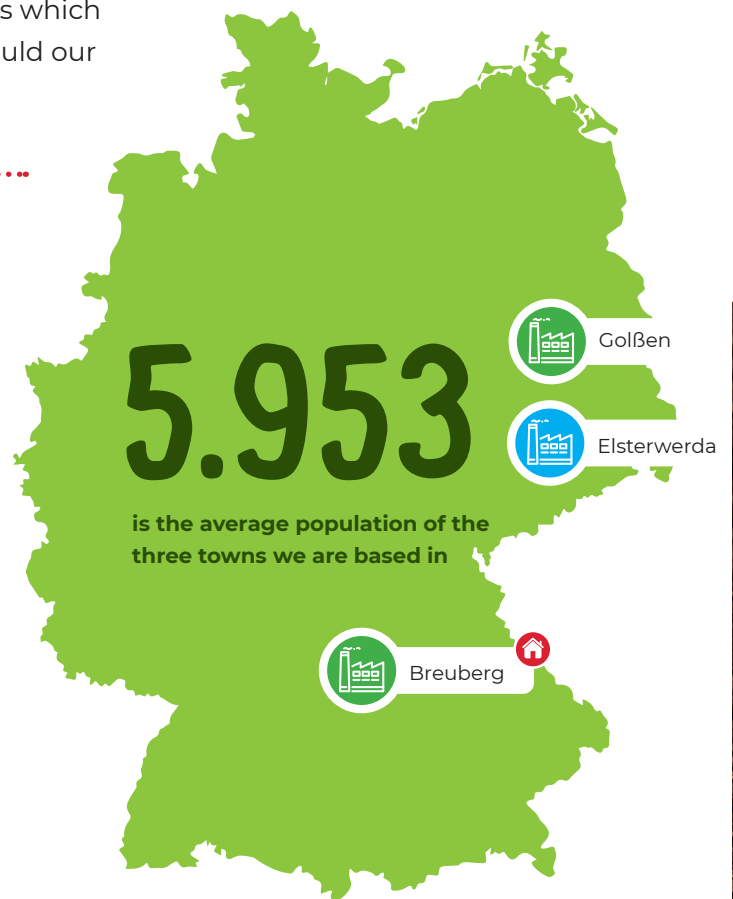 s which
uld our
Golßen
5.953
Elsterwerda
is the average population of the
three towns we are based in
Breuberg